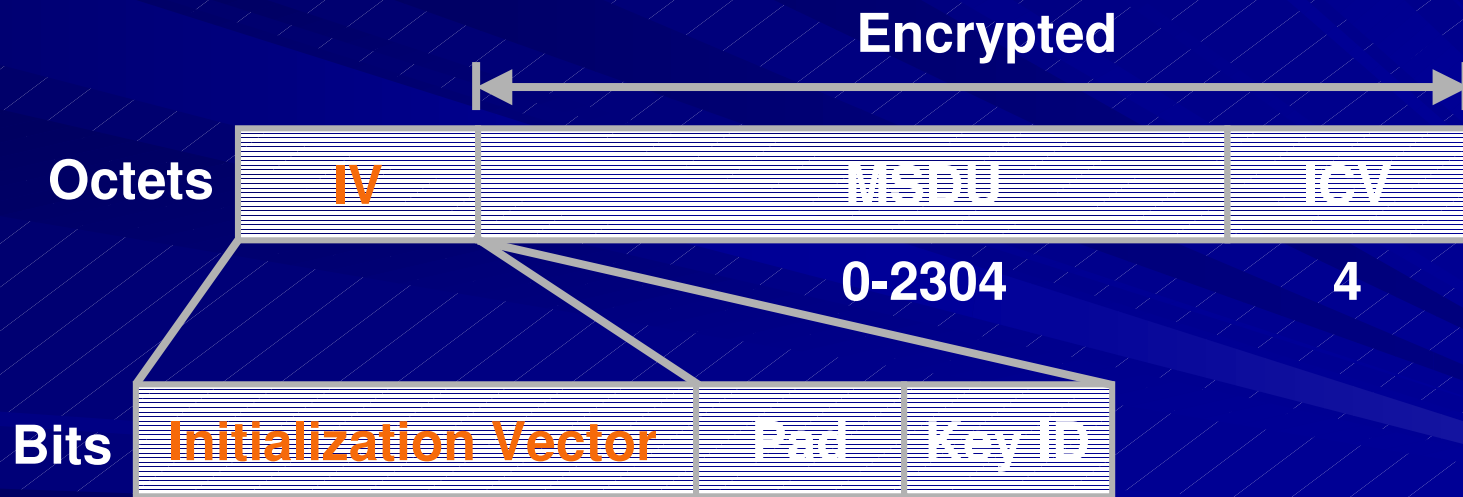 Encrypted
Octets IV MSDU ICV
0-2304 4
Bits Initialization Vector Pad Key ID